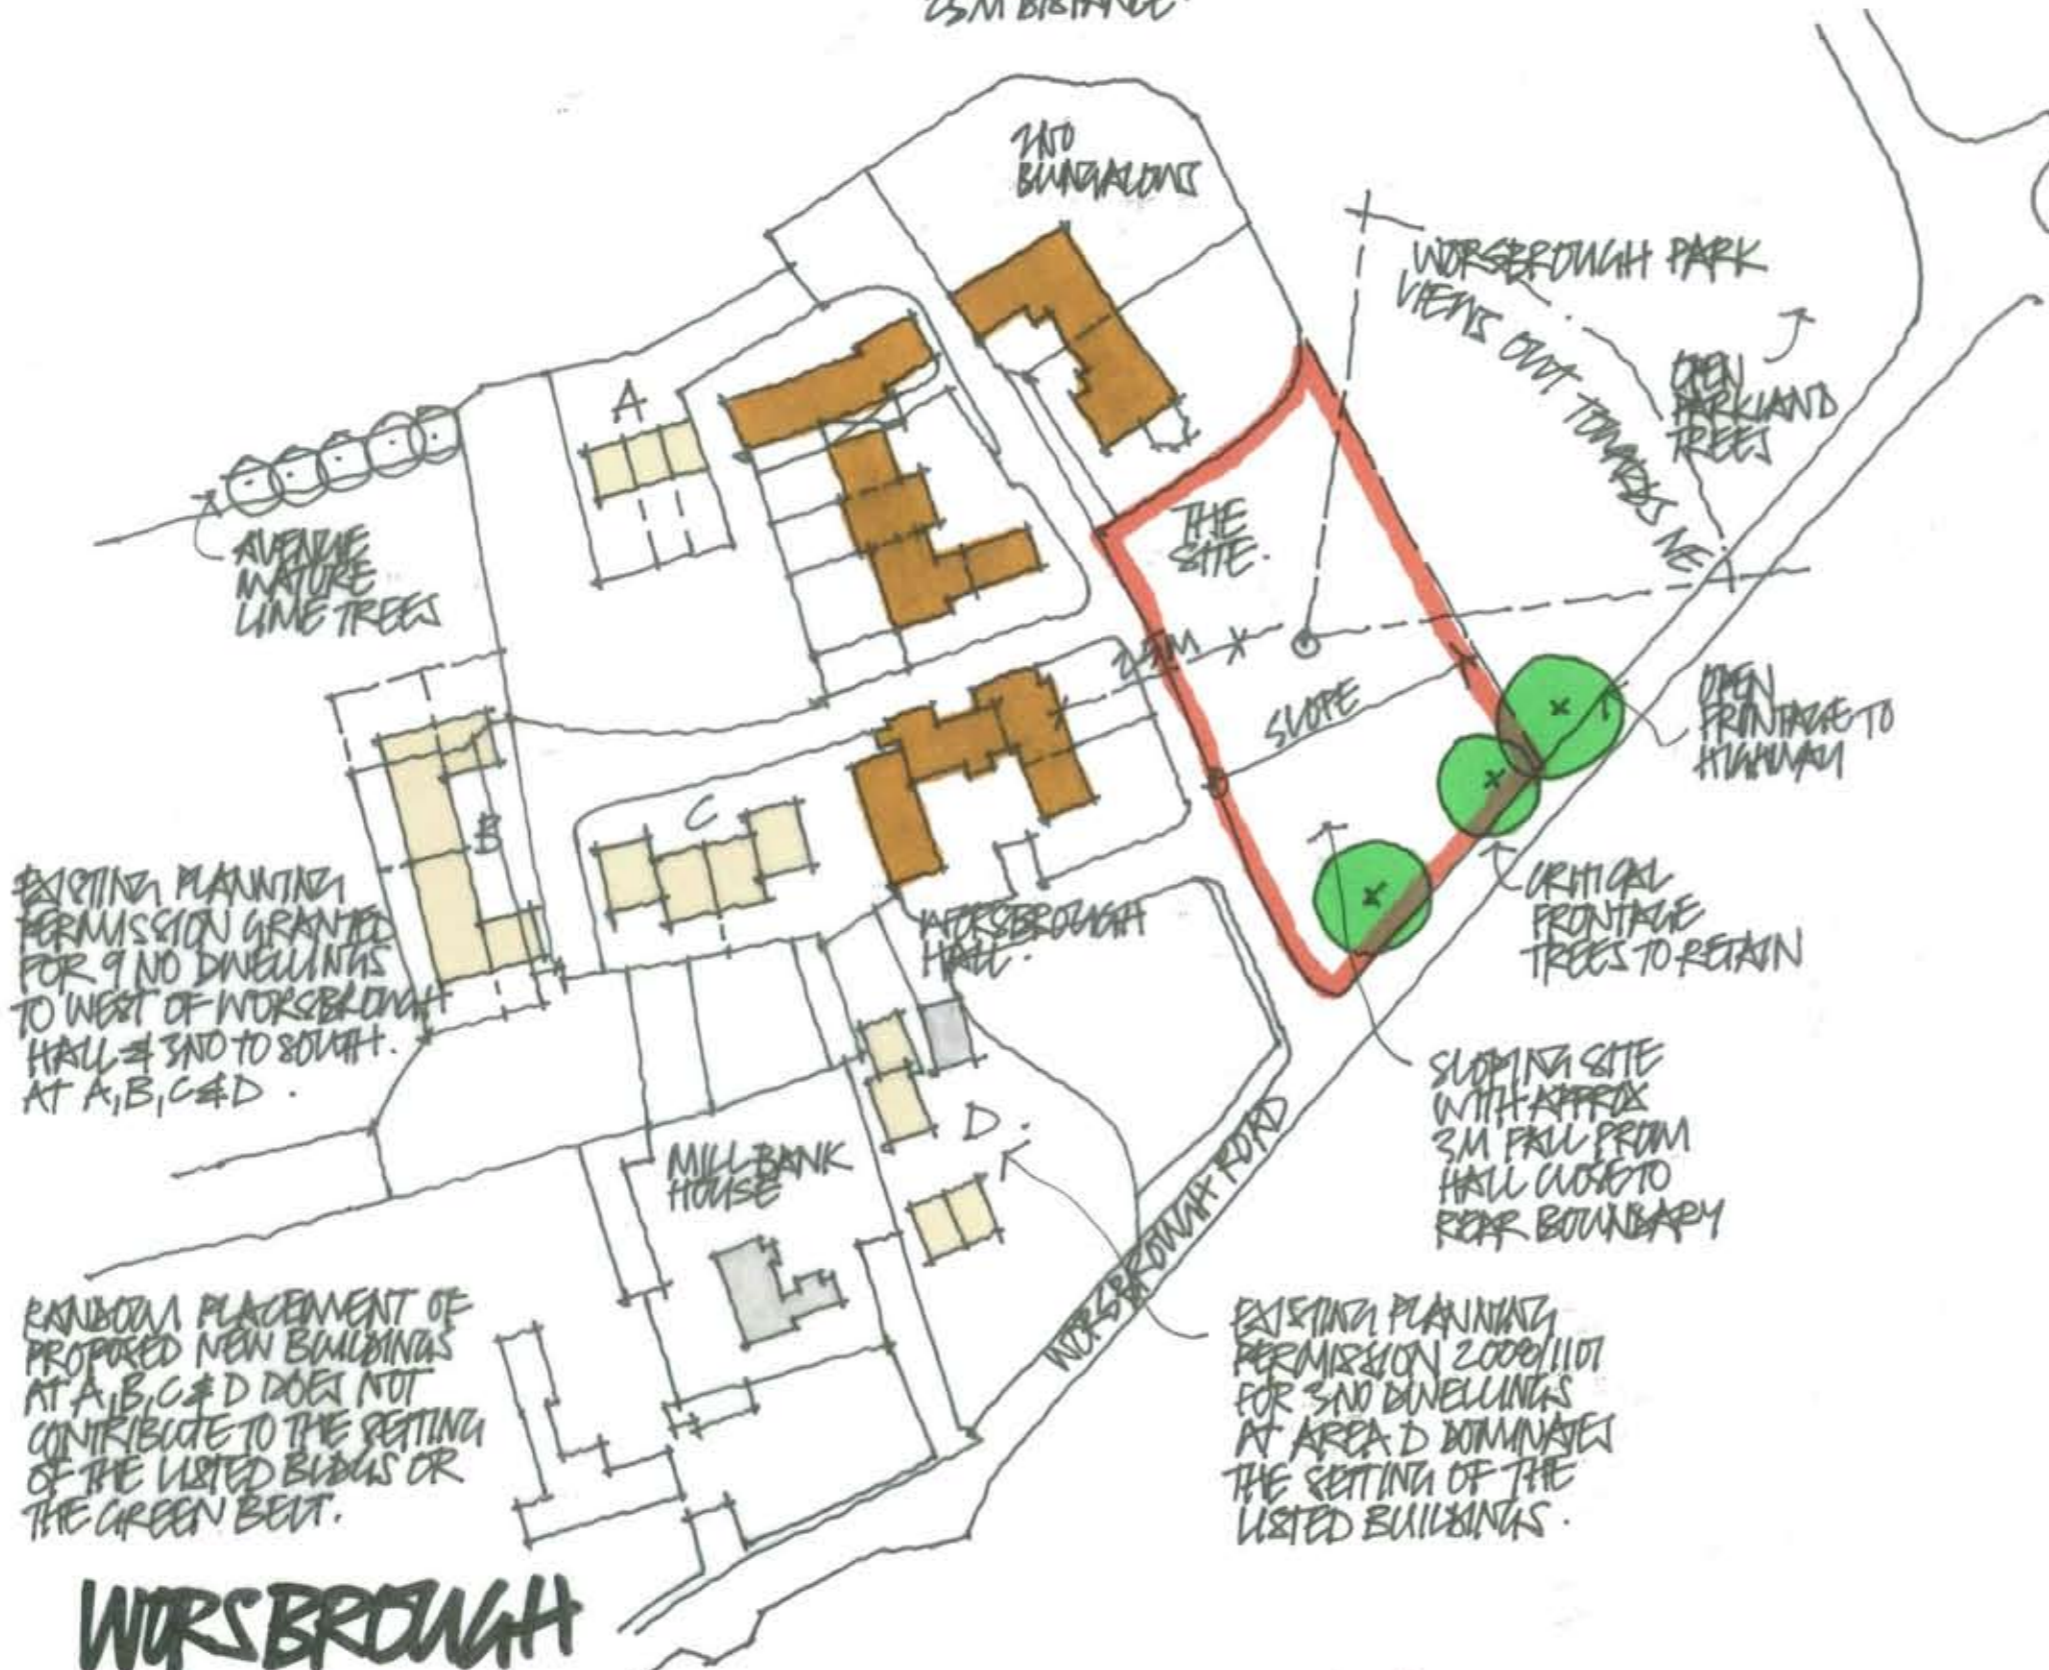 25M DISTANCE
2NO
BUNGALOWS
WORSBROUGH PARK
VIEWS OUT TOWARDS NE
OPEN
PARKLAND
TREES
A
THE
SITE.
AVENUE
MATURE
LIME TREES
25M
SLOPE
OPEN
FRONTAGE TO
HIGHWAY
B
C
EXISTING PLANNING
PERMISSION GRANTED
FOR 9 NO DWELLINGS
TO WEST OF WORSBROUGH
HALL & 3NO TO SOUTH.
AT A, B, C & D .
WORSBROUGH
HALL.
CRITICAL
FRONTAGE
TREES TO RETAIN
SLOPING SITE
WITH APPROX
3M FALL FROM
HALL CLOSE TO
REAR BOUNDARY
D.
MILLBANK
HOUSE
WORSBROUGH ROAD
RANDOM PLACEMENT OF
PROPOSED NEW BUILDINGS
AT A, B, C & D DOES NOT
CONTRIBUTE TO THE SETTING
OF THE LISTED BLDGS OR
THE GREEN BELT.
EXISTING PLANNING
PERMISSION
FOR 3NO DWELLINGS
AT AREA D DOMINATES
THE SETTING OF THE
LISTED BUILDINGS.
WORSBROUGH